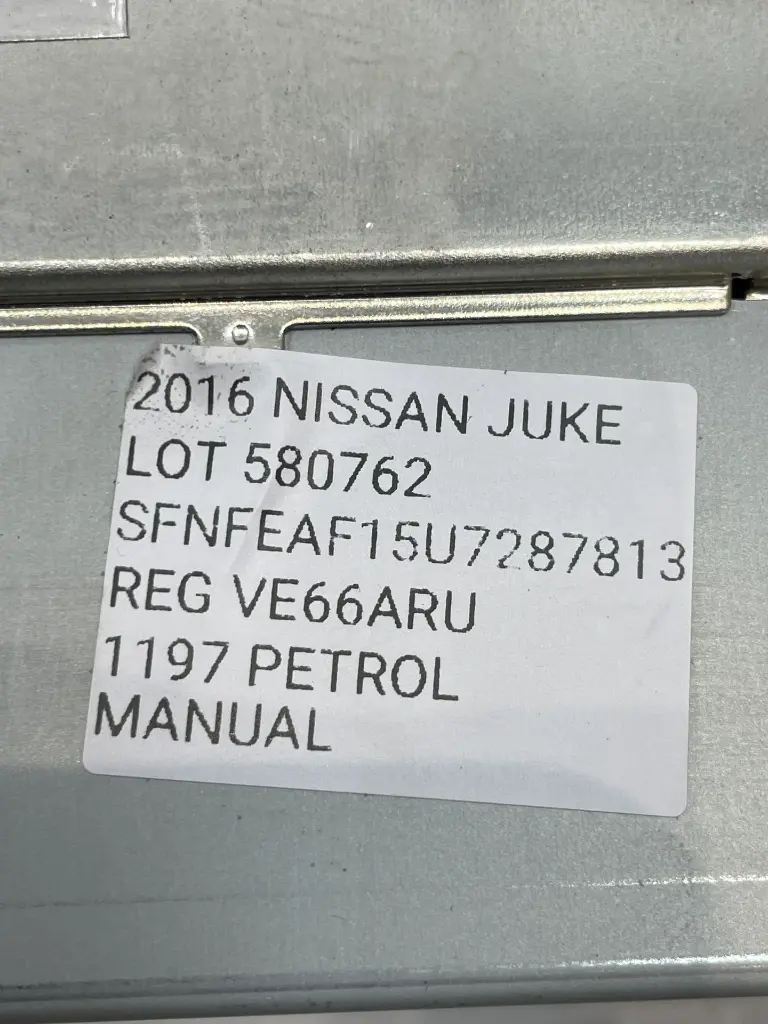 2016 NISSAN JUKE
LOT 580762
SFNFEAF15U7287813
REG VE66ARU
1197 PETROL
MANUAL